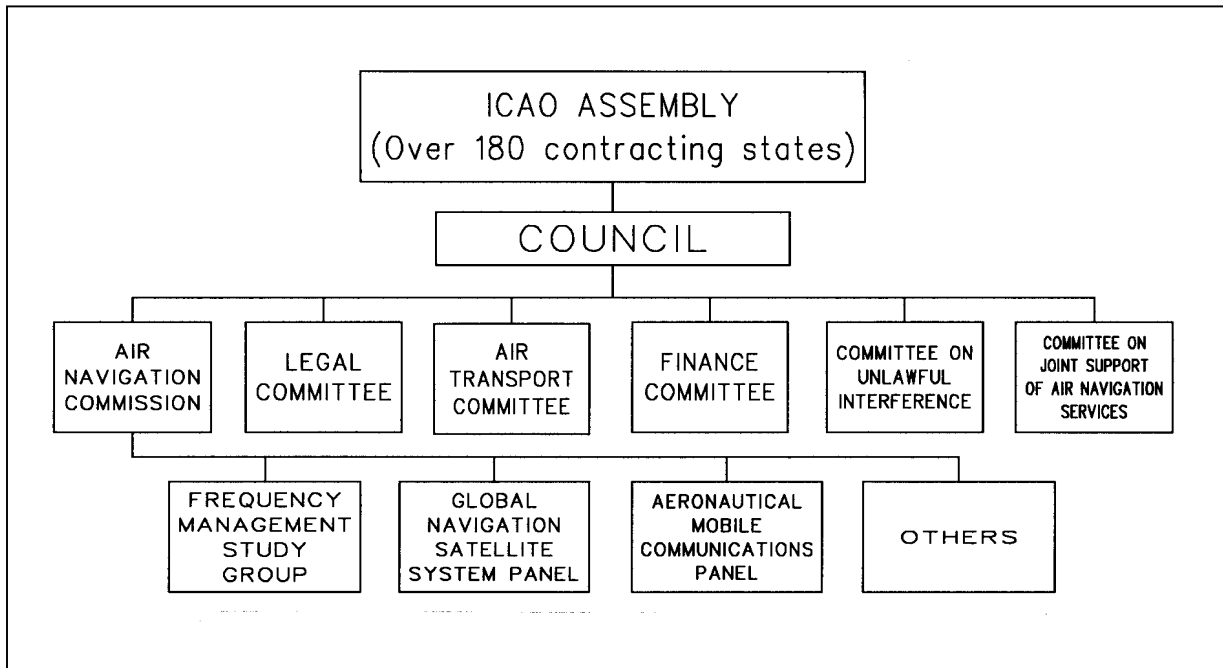 ICAO ASSEMBLY
(Over 180 contracting states)
COUNCIL
AIR
NAVIGATION
COMMISSION
LEGAL
COMMITTEE
AIR
TRANSPORT
COMMITTEE
FINANCE
COMMITTEE
COMMITTEE ON
UNLAWFUL
INTERFERENCE
COMMITTEE ON
JOINT SUPPORT
OF AIR NAVIGATION
SERVICES
FREQUENCY
MANAGEMENT
STUDY
GROUP
GLOBAL
NAVIGATION
SATELLITE
SYSTEM PANEL
AERONAUTICAL
MOBILE
COMMUNICATIONS
PANEL
OTHERS